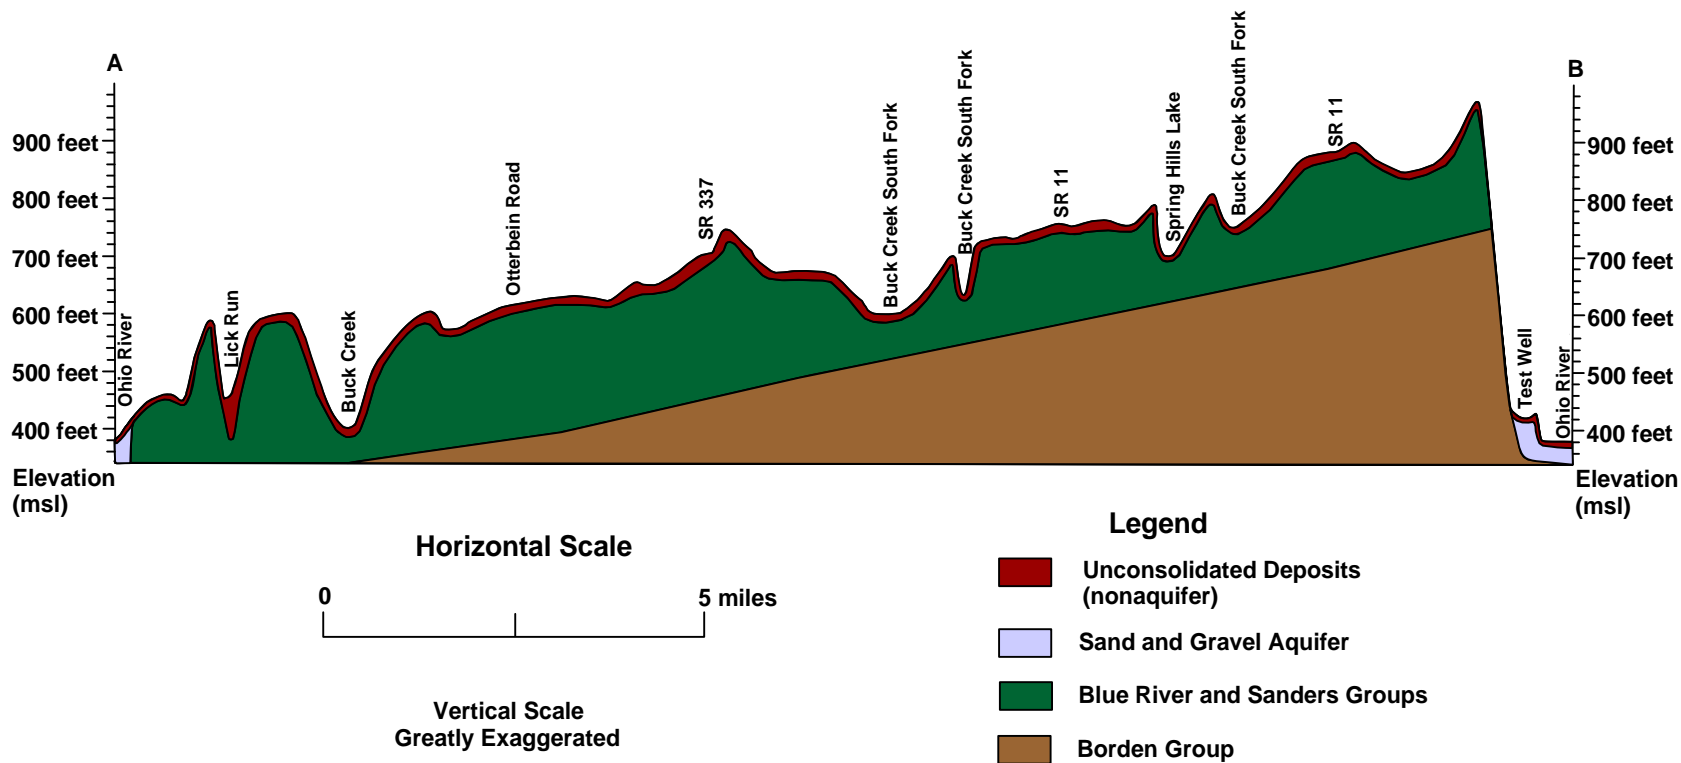 A
B
900 feet
800 feet
700 feet
600 feet
500 feet
400 feet
Elevation
(msl)
Ohio River
Lick Run
Buck Creek
Otterbein Road
SR 337
Buck Creek South Fork
Buck Creek South Fork
SR 11
Spring Hills Lake
Buck Creek South Fork
SR 11
Test Well
Ohio River
900 feet
800 feet
700 feet
600 feet
500 feet
400 feet
Elevation
(msl)
Horizontal Scale
0
5 miles
Vertical Scale
Greatly Exaggerated
Legend
Unconsolidated Deposits
(nonaquifer)
Sand and Gravel Aquifer
Blue River and Sanders Groups
Borden Group